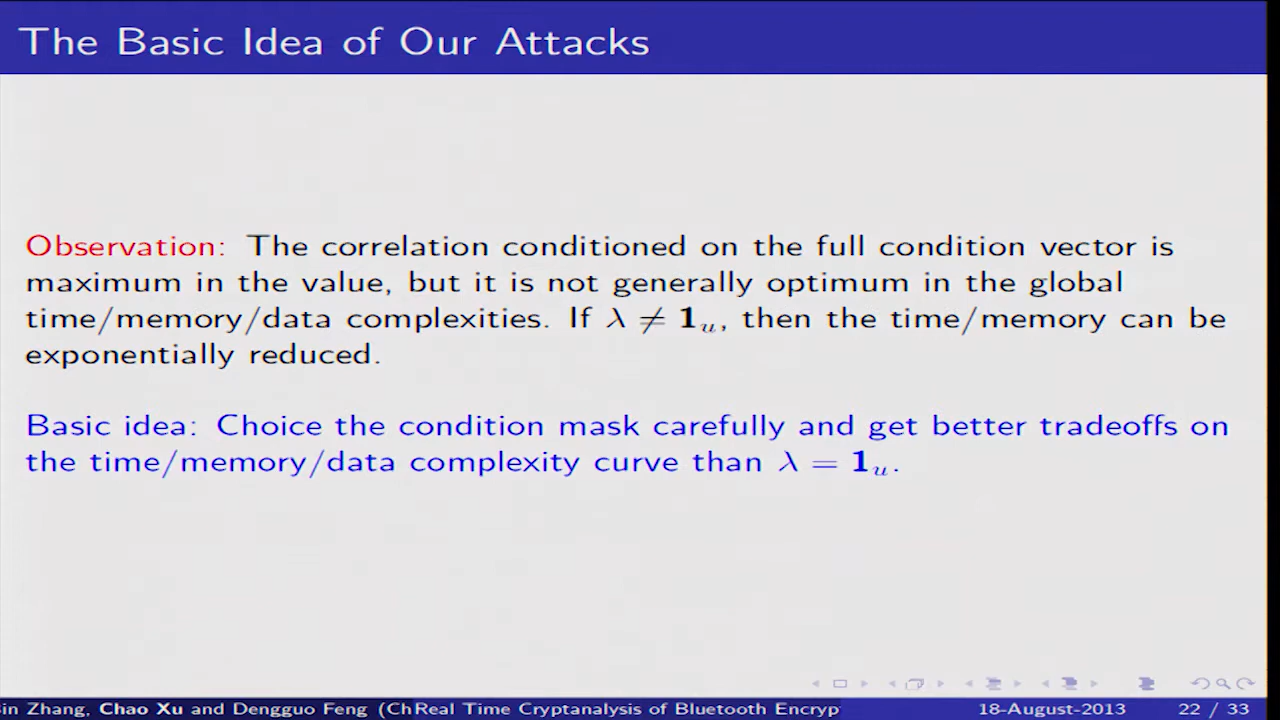 The Basic Idea of Our Attacks
Observation: The correlation conditioned on the full condition vector is
maximum in the value, but it is not generally optimum in the global
time/memory/data complexities. If λ ≠ 1ᵤ, then the time/memory can be
exponentially reduced.
Basic idea: Choice the condition mask carefully and get better tradeoffs on
the time/memory/data complexity curve than λ = 1ᵤ.
in Zhang, Chao Xu and Dengguo Feng (Ch Real Time Cryptanalysis of Bluetooth Encryp 18-August-2013 22 / 33